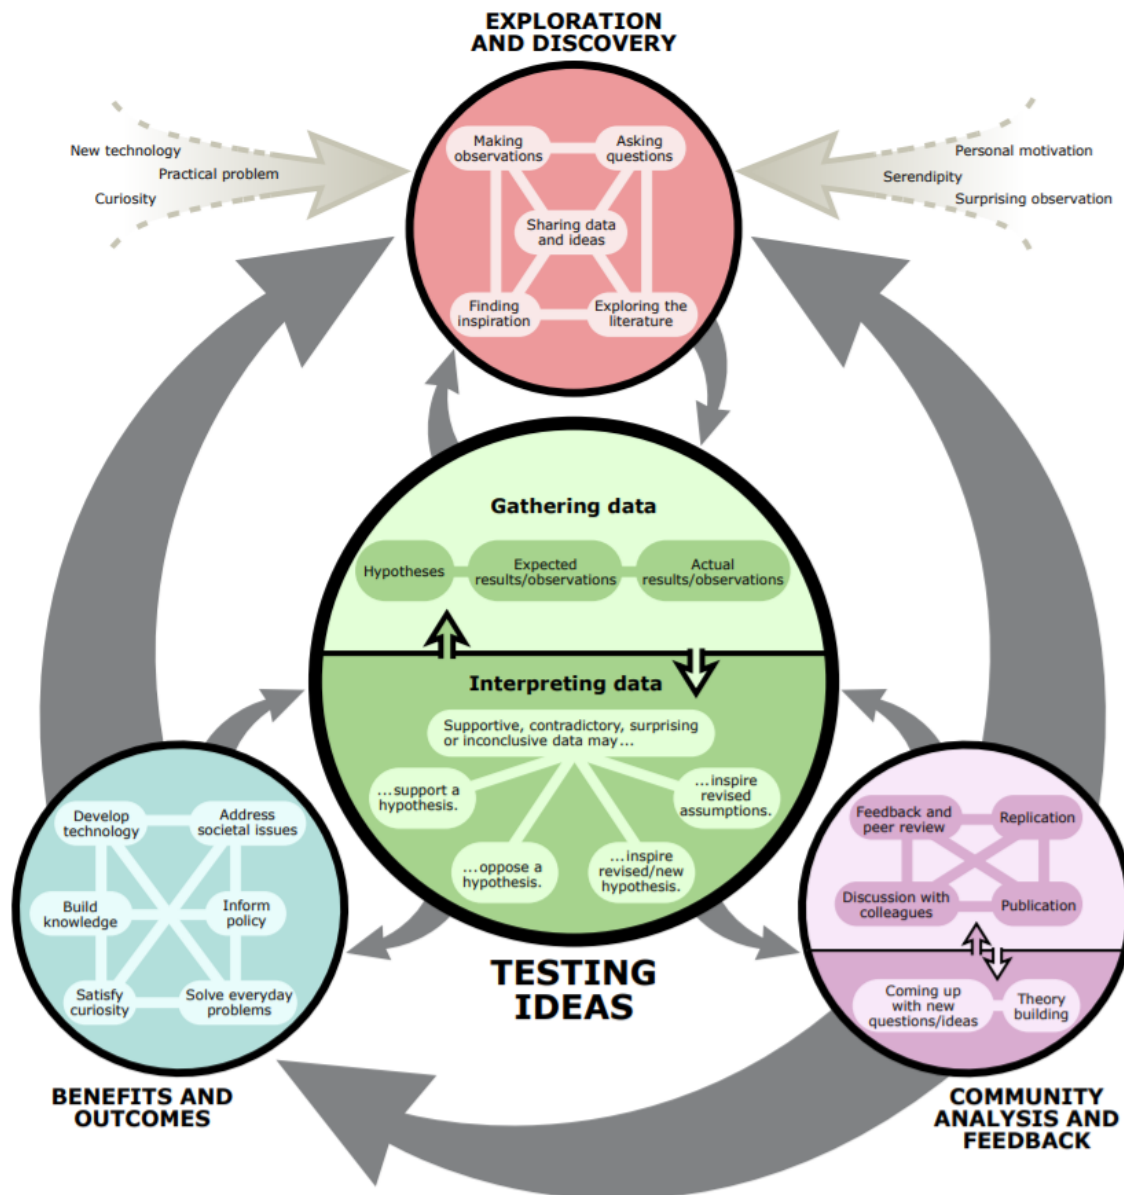 EXPLORATION
AND DISCOVERY
New technology
Practical problem
Curiosity
Personal motivation
Serendipity
Surprising observation
Making
observations
Asking
questions
Sharing data
and ideas
Finding
inspiration
Exploring the
literature
Gathering data
Hypotheses
Expected
results/observations
Actual
results/observations
Interpreting data
Supportive, contradictory, surprising
or inconclusive data may...
...support a
hypothesis.
...oppose a
hypothesis.
...inspire
revised/new
hypothesis.
...inspire
revised
assumptions.
TESTING
IDEAS
Develop
technology
Address
societal issues
Build
knowledge
Inform
policy
Satisfy
curiosity
Solve everyday
problems
BENEFITS AND
OUTCOMES
Feedback and
peer review
Replication
Discussion with
colleagues
Publication
Coming up
with new
questions/ideas
Theory
building
COMMUNITY
ANALYSIS AND
FEEDBACK